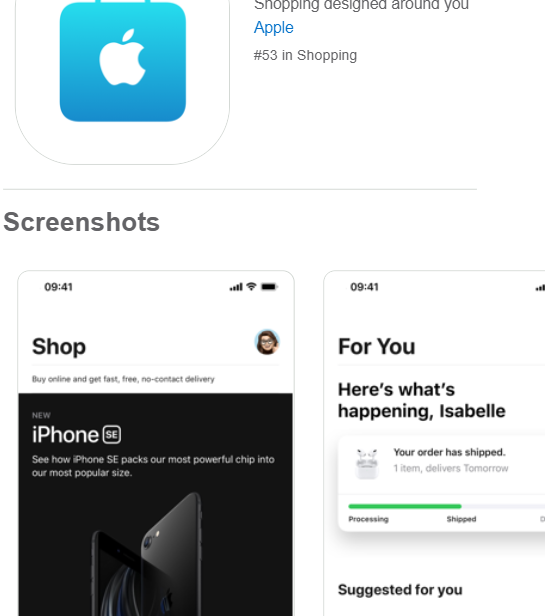 Shopping designed around you
Apple
#53 in Shopping
Screenshots
09:41
Shop
Buy online and get fast, free, no-contact delivery
NEW
iPhone SE
See how iPhone SE packs our most powerful chip into
our most popular size.
09:41
For You
Here's what's
happening, Isabelle
Your order has shipped.
1 item, delivers Tomorrow
Processing
Shipped
D
Suggested for you